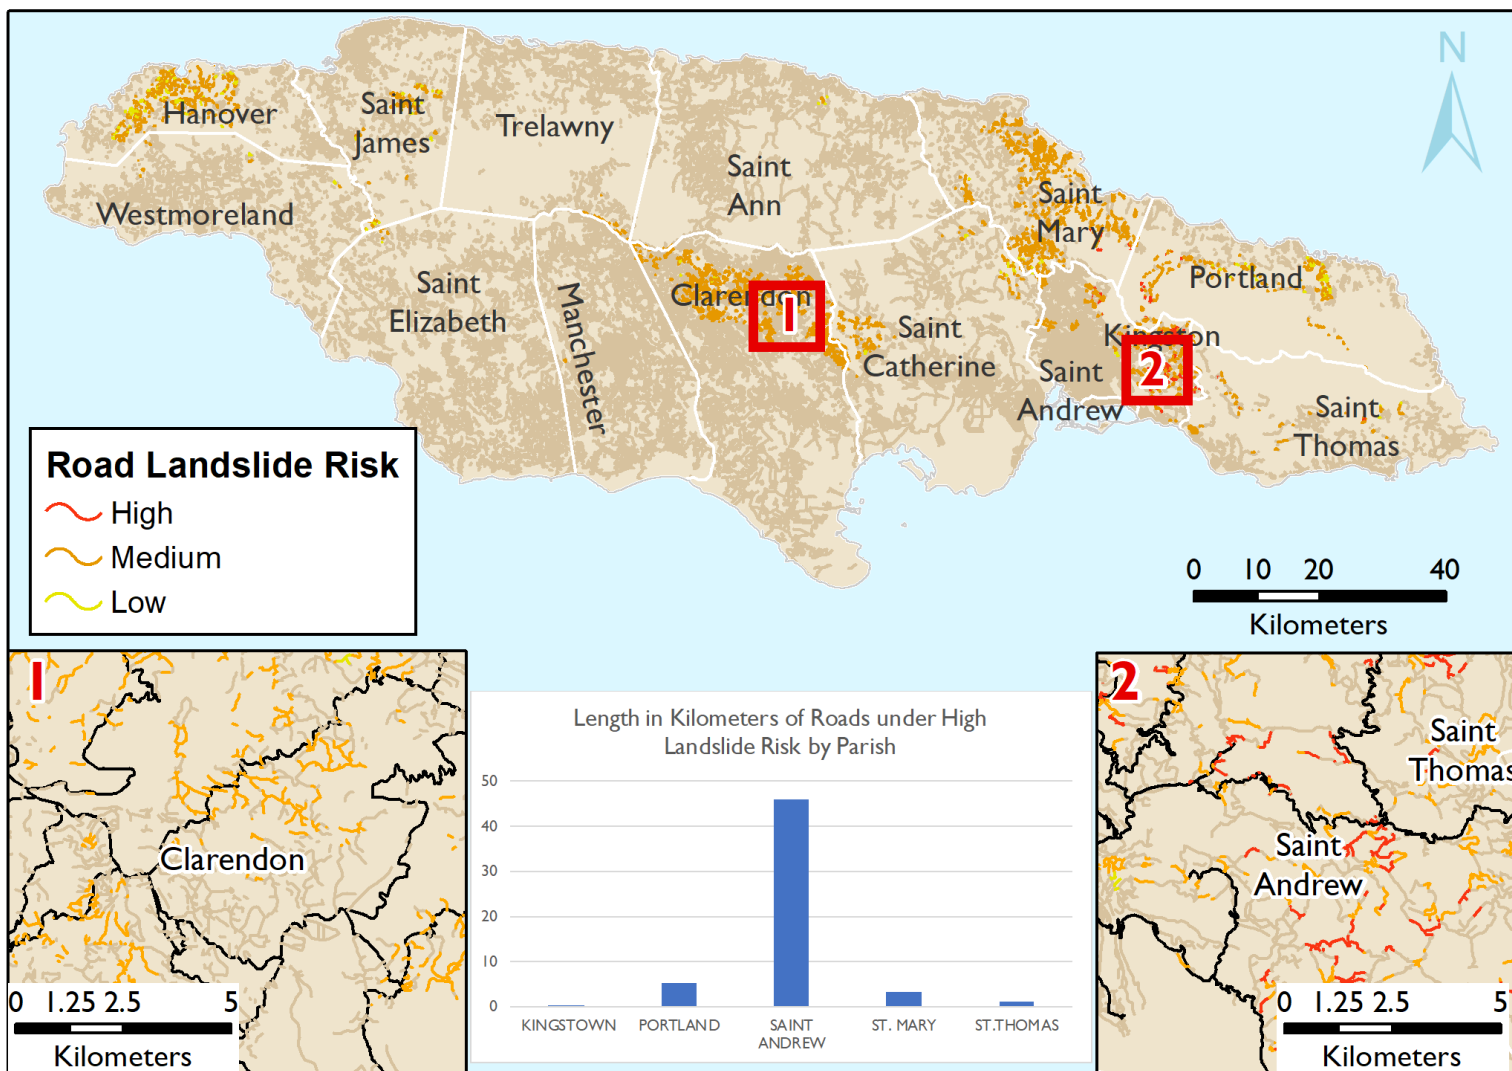 N
Hanover
Saint
James
Trelawny
Saint
Ann
Saint
Mary
Westmoreland
Portland
Saint
Elizabeth
Manchester
Clarendon
1
Saint
Catherine
Kingston
2
Saint
Andrew
Saint
Thomas
Road Landslide Risk
High
Medium
Low
0 10 20 40
Kilometers
1
Clarendon
0 1.25 2.5 5
Kilometers
Length in Kilometers of Roads under High
Landslide Risk by Parish
50
40
30
20
10
0
KINGSTOWN PORTLAND SAINT ST. MARY ST.THOMAS
ANDREW
2
Saint
Thomas
Saint
Andrew
0 1.25 2.5 5
Kilometers